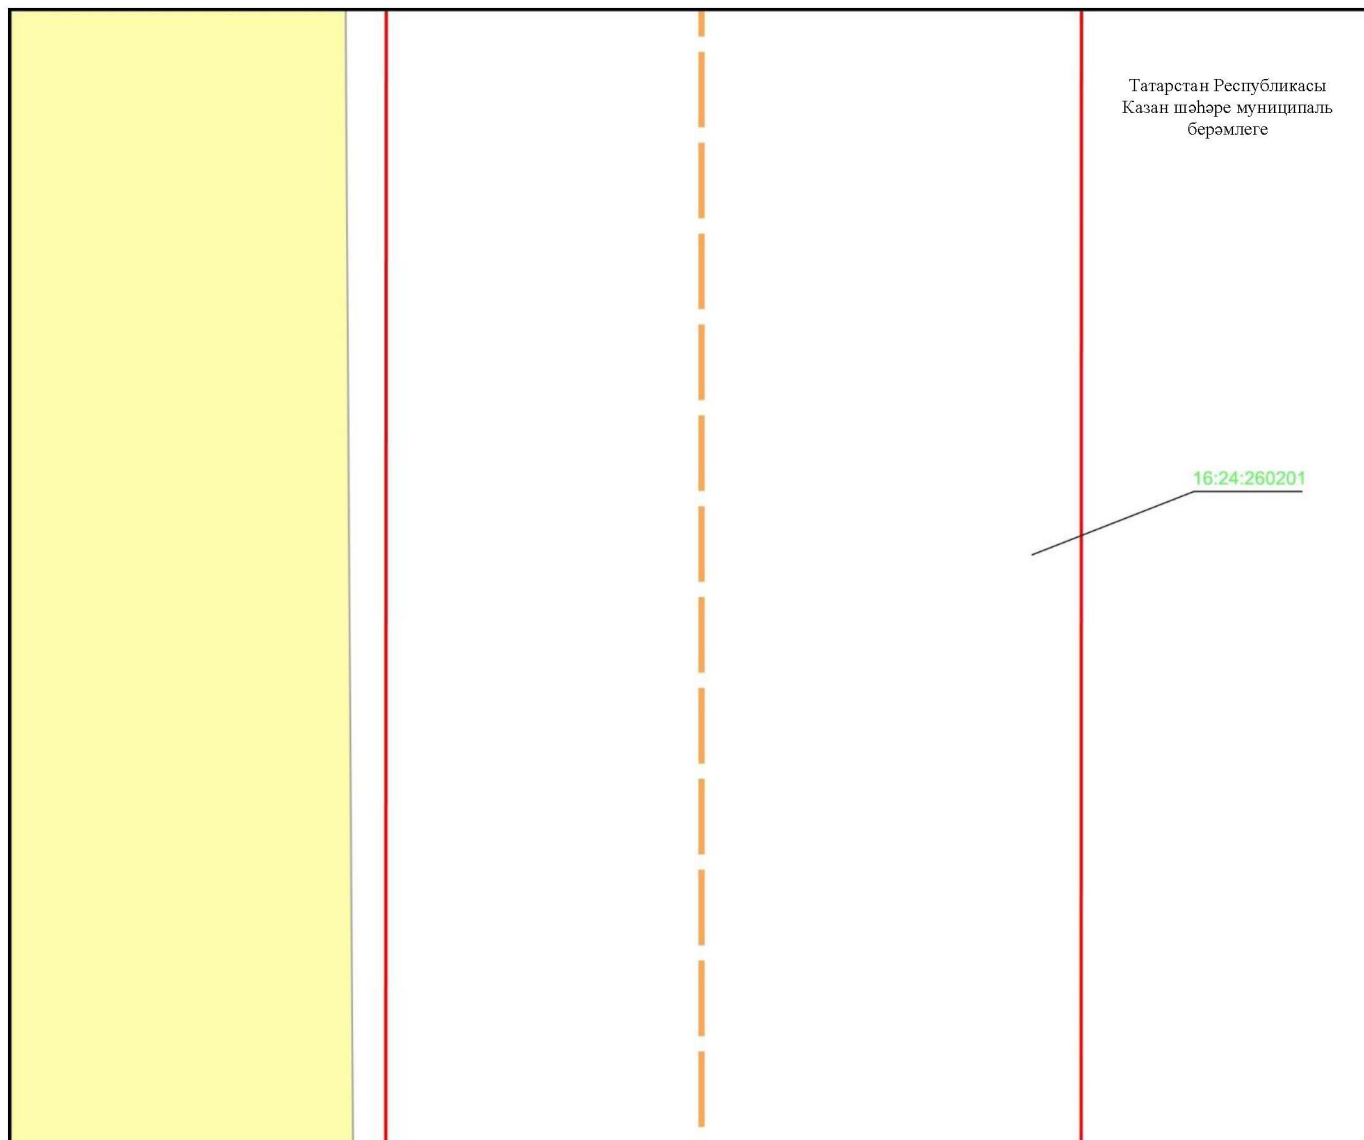 Татарстан Республикасы
Казан шәһәре муниципаль
берәмлеге
16:24:260201